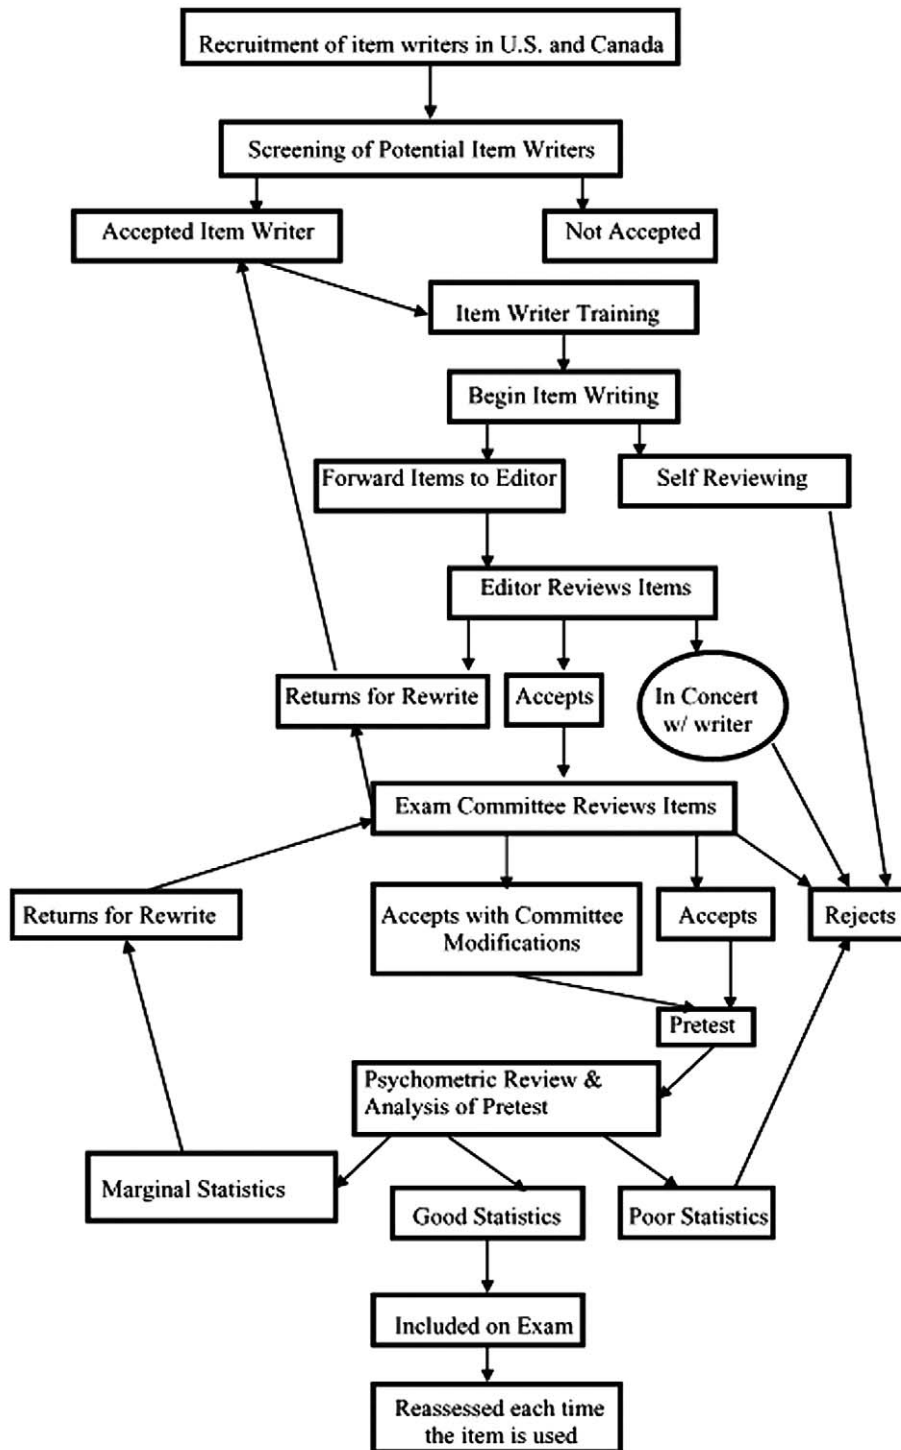 Recruitment of item writers in U.S. and Canada
Screening of Potential Item Writers
Accepted Item Writer
Not Accepted
Item Writer Training
Begin Item Writing
Forward Items to Editor
Self Reviewing
Editor Reviews Items
Returns for Rewrite
Accepts
In Concert
w/ writer
Exam Committee Reviews Items
Returns for Rewrite
Accepts with Committee
Modifications
Accepts
Rejects
Pretest
Psychometric Review &
Analysis of Pretest
Marginal Statistics
Good Statistics
Poor Statistics
Included on Exam
Reassessed each time
the item is used